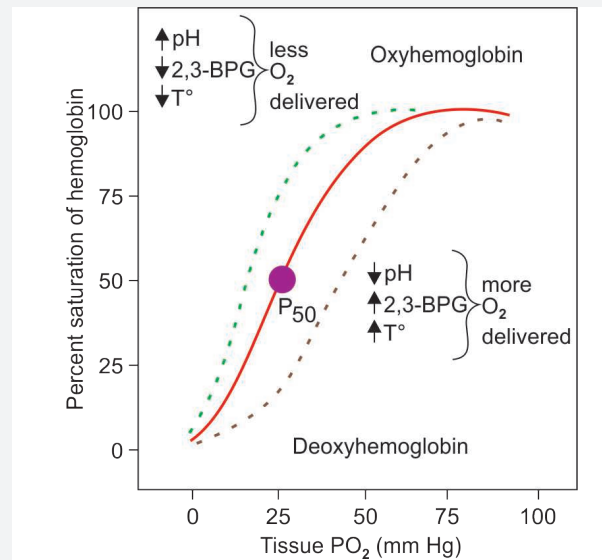 ↑pH
↓2,3-BPG
↓T°
less
O₂
delivered
Oxyhemoglobin
Percent saturation of hemoglobin
100
75
50
25
0
P50
↓pH
↑2,3-BPG
↑T°
more
O₂
delivered
Deoxyhemoglobin
0 25 50 75 100
Tissue PO₂ (mm Hg)